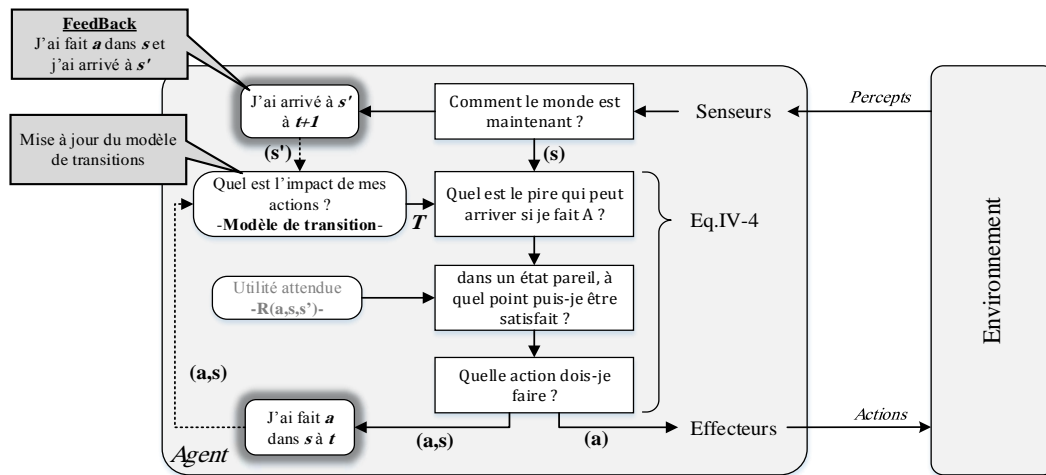 FeedBack
J'ai fait a dans s et
j'ai arrivé à s'
J'ai arrivé à s'
à t+1
Comment le monde est
maintenant ?
Senseurs
Percepts
Mise à jour du modèle
de transitions
(s')
(s)
Quel est l'impact de mes
actions ?
-Modèle de transition-
T
Quel est le pire qui peut
arriver si je fait A ?
Eq.IV-4
Environnement
Utilité attendue
-R(a,s,s')-
dans un état pareil, à
quel point puis-je être
satisfait ?
(a,s)
Quelle action dois-je
faire ?
J'ai fait a
dans s à t
(a,s)
(a)
Effecteurs
Actions
Agent